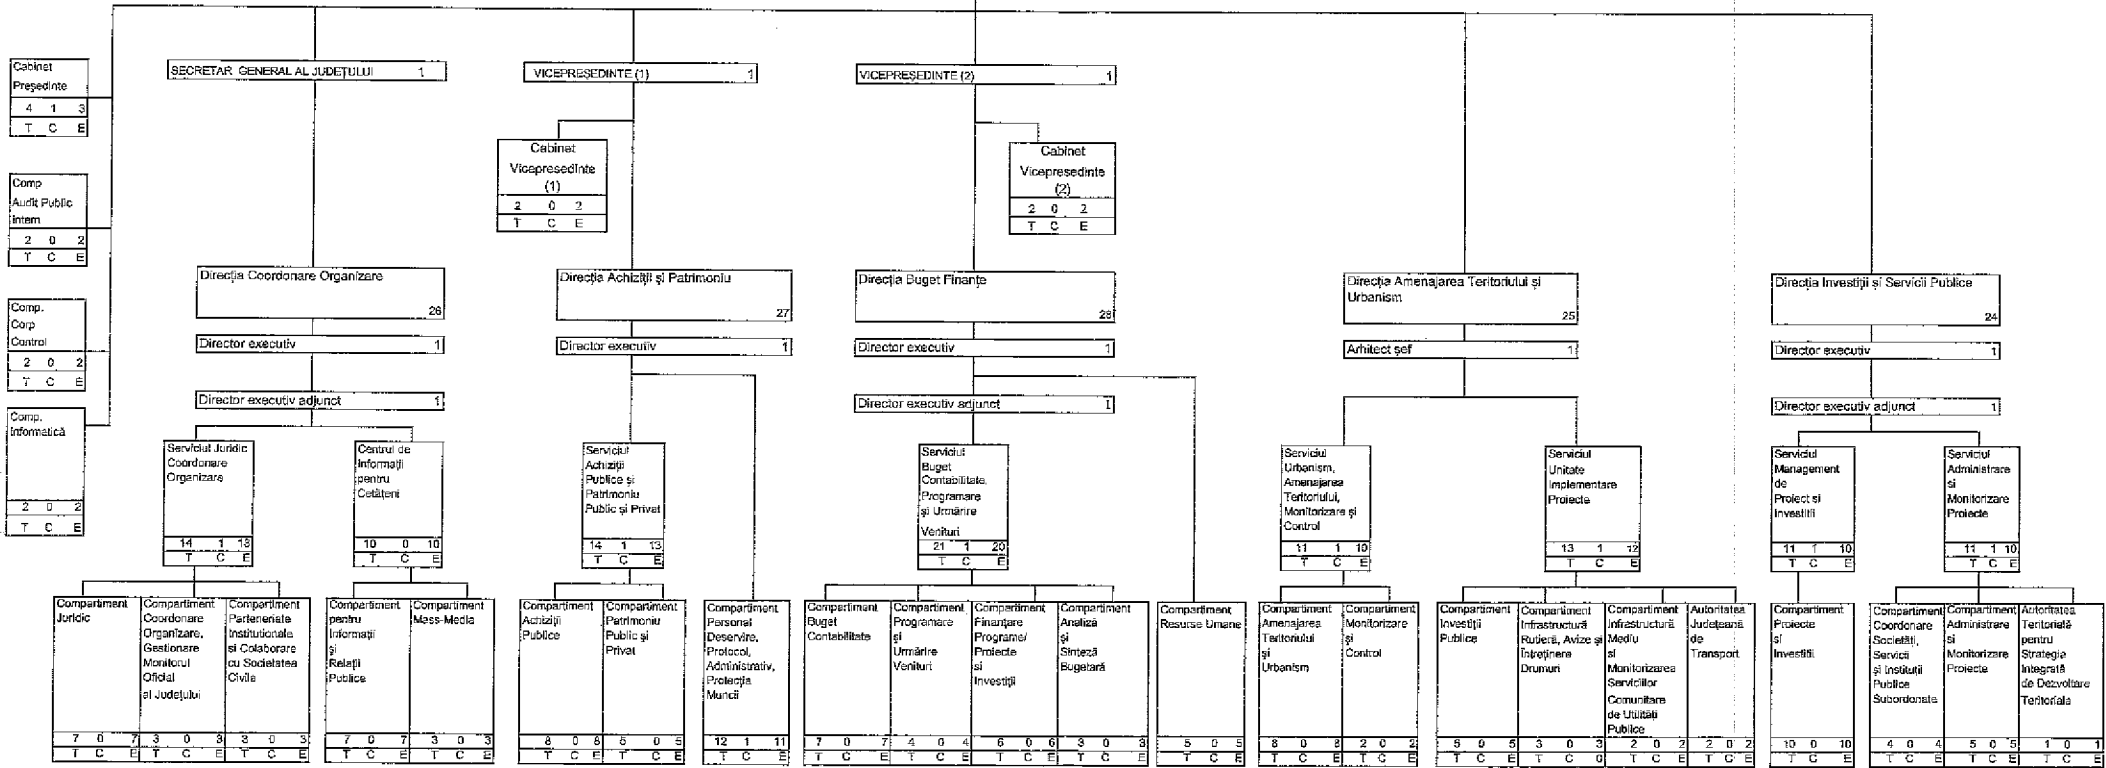 Cabinet
Președinte
4 1 3
T C E
SECRETAR GENERAL AL JUDEȚULUI 1
VICEPREȘEDINTE (1) 1
VICEPREȘEDINTE (2) 1
Cabinet
Vicepresedinte
(1)
2 0 2
T C E
Cabinet
Vicepresedinte
(2)
2 0 2
T C E
Comp
Audit Public
Intern
2 0 2
T C E
Comp.
Corp
Control
2 0 2
T C E
Comp.
Informatică
2 0 2
T C E
Direcția Coordonare Organizare
26
Director executiv 1
Director executiv adjunct 1
Direcția Achiziții și Patrimoniu
27
Director executiv 1
Direcția Buget Finanțe
28
Director executiv 1
Director executiv adjunct 1
Direcția Amenajarea Teritoriului și
Urbanism
25
Arhitect șef 1
Direcția Investiții și Servicii Publice
24
Director executiv 1
Director executiv adjunct 1
Serviciul Juridic
Coordonare
Organizare
14 1 13
T C E
Centrul de
Informații
pentru
Cetățeni
10 0 10
T C E
Serviciul
Achiziții
Publice și
Patrimoniu
Public și Privat
14 1 13
T C E
Serviciul
Buget
Contabilitate,
Programare
și Urmărire
Venituri
21 1 20
T C E
Serviciul
Urbanism,
Amenajarea
Teritoriului,
Monitorizare și
Control
11 1 10
T C E
Serviciul
Unitate
Implementare
Proiecte
13 1 12
T C E
Serviciul
Management
de
Proiect si
Investitii
11 1 10
T C E
Serviciul
Administrare
si
Monitorizare
Proiecte
11 1 10
T C E
Compartiment
Juridic
7 0 7
T C E
Compartiment
Coordonare
Organizare,
Gestionare
Monitorul
Oficial
al Județului
3 0 3
T C E
Compartiment
Parteneriate
Institutionale
și Colaborare
cu Societatea
Civile
3 0 3
T C E
Compartiment
pentru
Informații
și
Relații
Publice
7 0 7
T C E
Compartiment
Mass-Media
3 0 3
T C E
Compartiment
Achiziții
Publice
8 0 8
T C E
Compartiment
Patrimoniu
Public și
Privat
5 0 5
T C E
Compartiment
Personal
Deservire,
Protocol,
Administrativ,
Protecția
Muncii
12 1 11
T C E
Compartiment
Buget
Contabilitate
7 0 7
T C E
Compartiment
Programare
și
Urmărire
Venituri
4 0 4
T C E
Compartiment
Finanțare
Programe/
Proiecte
si
Investiții
6 0 6
T C E
Compartiment
Analiză
și
Sinteză
Bugetară
3 0 3
T C E
Compartiment
Resurse Umane
5 0 5
T C E
Compartiment
Amenajarea
Teritoriului
și
Urbanism
8 0 8
T C E
Compartiment
Monitorizare
și
Control
2 0 2
T C E
Compartiment
Investiții
Publice
5 0 5
T C E
Compartiment
Infrastructură
Rutieră, Avize și
Întreținere
Drumuri
3 0 3
T C 0
Compartiment
Infrastructură
Mediu
si
Monitorizarea
Serviciilor
Comunitare
de Utilități
Publice
2 0 2
T C E
Autoritatea
Județeană
de
Transport
2 0 2
T C E
Compartiment
Proiecte
si
Investitii
10 0 10
T C E
Compartiment
Coordonare
Societăți,
Servicii
și Instituții
Publice
Subordonate
4 0 4
T C E
Compartiment
Administrare
si
Monitorizare
Proiecte
5 0 5
T C E
Autoritatea
Teritorială
pentru
Strategia
Integrată
de Dezvoltare
Teritoriala
1 0 1
T C E